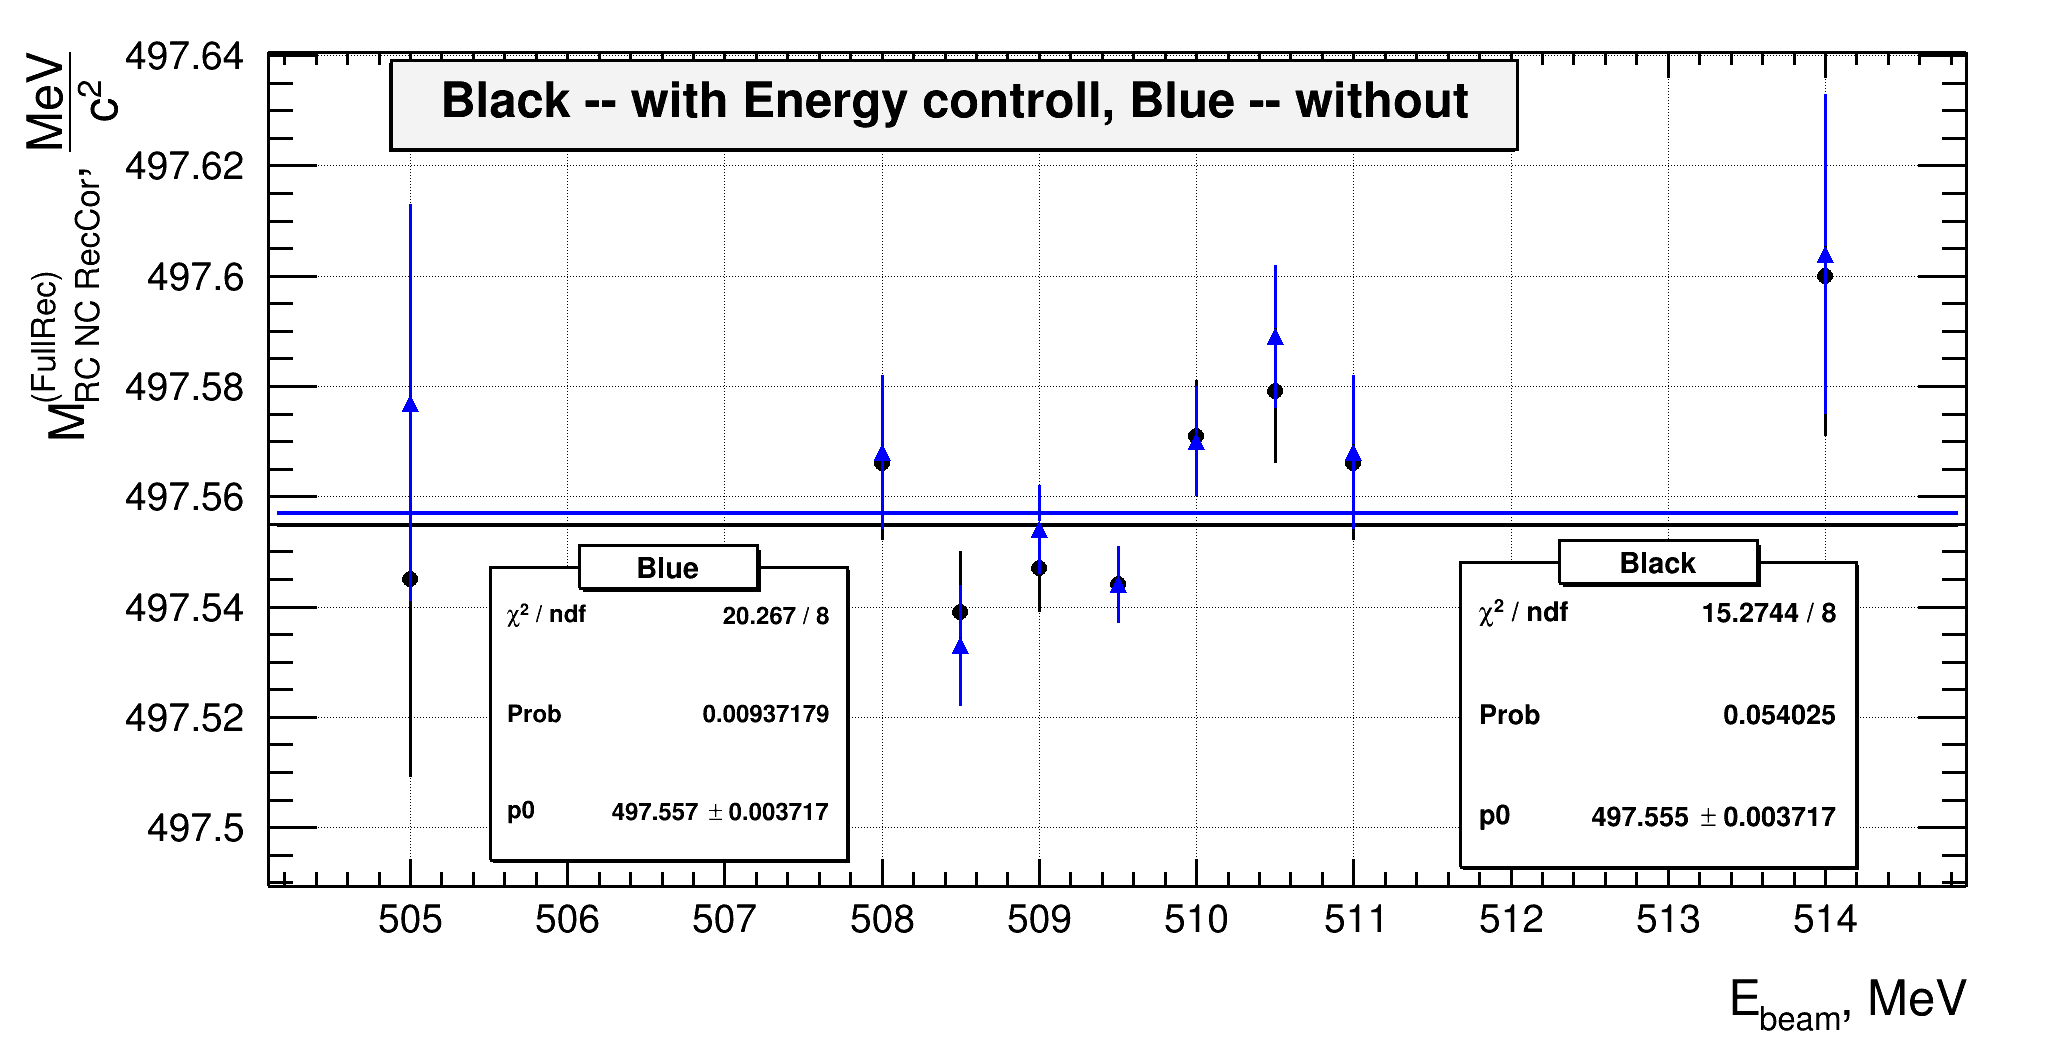 Black -- with Energy controll, Blue -- without
M(FullRec)RC NC RecCor, MeV/c2
497.64
497.62
497.6
497.58
497.56
497.54
497.52
497.5
Blue
χ2 / ndf 20.267 / 8
Prob 0.00937179
p0 497.557 ± 0.003717
Black
χ2 / ndf 15.2744 / 8
Prob 0.054025
p0 497.555 ± 0.003717
505 506 507 508 509 510 511 512 513 514
Ebeam, MeV